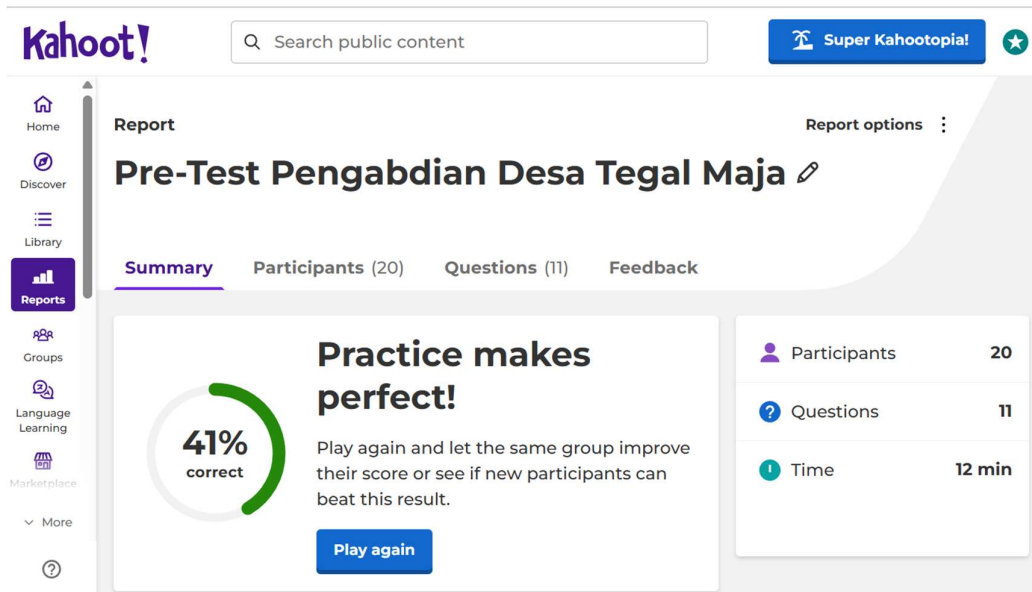 Kahoot!
Search public content
Super Kahootopia!
Home
Discover
Library
Reports
Groups
Language
Learning
Marketplace
More
Report
Report options
Pre-Test Pengabdian Desa Tegal Maja
Summary
Participants (20)
Questions (11)
Feedback
41%
correct
Practice makes
perfect!
Play again and let the same group improve
their score or see if new participants can
beat this result.
Play again
Participants 20
? Questions 11
Time 12 min
?